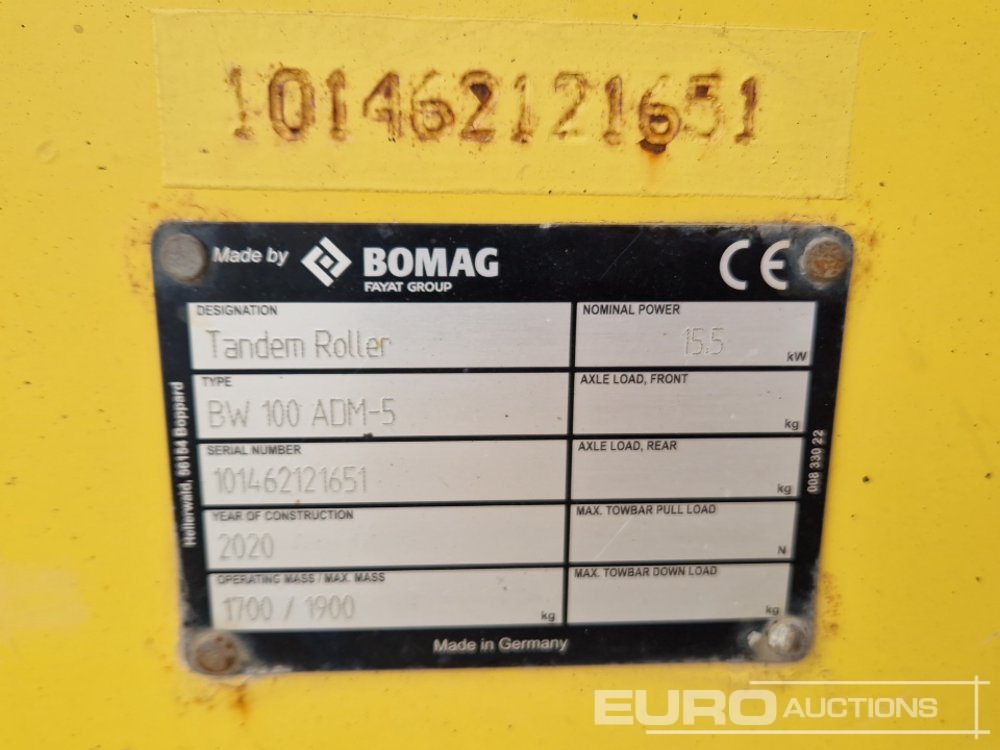 101462121651
Made by BOMAG
FAYAT GROUP
CE
DESIGNATION
Tandem Roller
NOMINAL POWER
15.5 kW
TYPE
BW 100 ADM-5
AXLE LOAD, FRONT
kg
SERIAL NUMBER
101462121651
AXLE LOAD, REAR
kg
YEAR OF CONSTRUCTION
2020
MAX. TOWBAR PULL LOAD
N
OPERATING MASS / MAX. MASS
1700 / 1900 kg
MAX. TOWBAR DOWN LOAD
kg
Hellerwald, 56154 Boppard
008 330 22
Made in Germany
EURO AUCTIONS